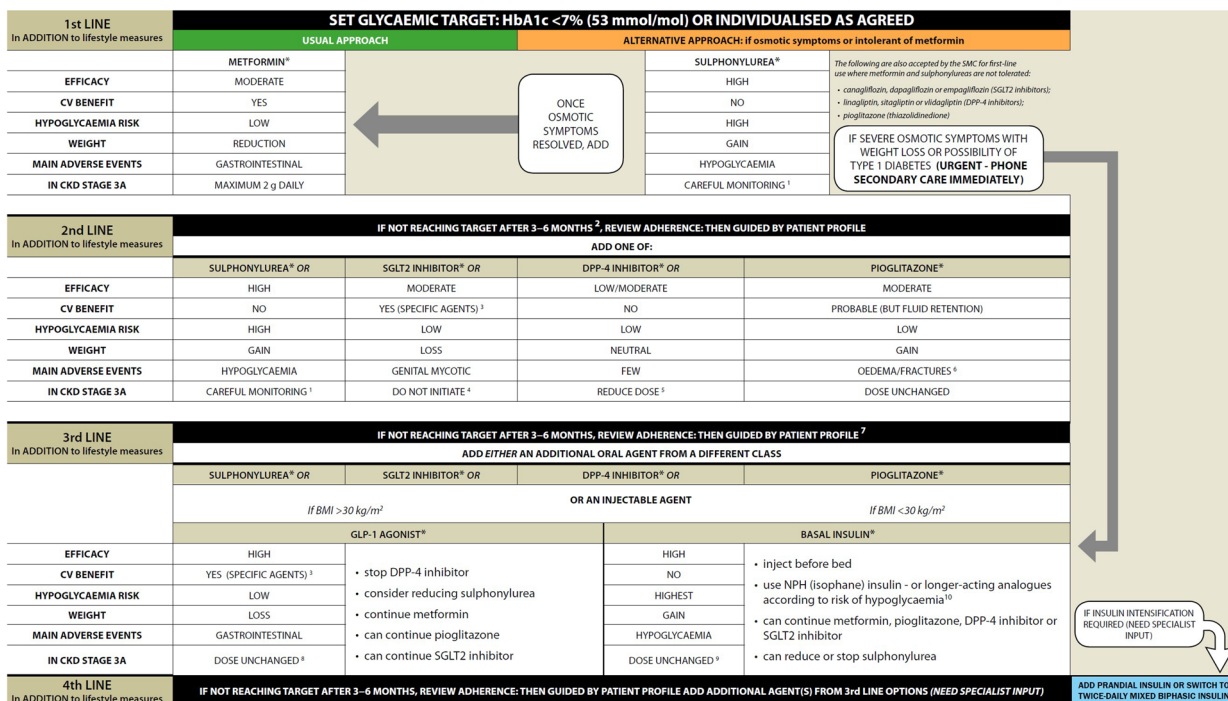 1st LINE
In ADDITION to lifestyle measures
SET GLYCAEMIC TARGET: HbA1c <7% (53 mmol/mol) OR INDIVIDUALISED AS AGREED
USUAL APPROACH
ALTERNATIVE APPROACH: if osmotic symptoms or intolerant of metformin
METFORMIN*
SULPHONYLUREA*
EFFICACY MODERATE HIGH
CV BENEFIT YES NO
HYPOGLYCAEMIA RISK LOW HIGH
WEIGHT REDUCTION GAIN
MAIN ADVERSE EVENTS GASTROINTESTINAL HYPOGLYCAEMIA
IN CKD STAGE 3A MAXIMUM 2 g DAILY CAREFUL MONITORING 1
ONCE
OSMOTIC
SYMPTOMS
RESOLVED, ADD
The following are also accepted by the SMC for first-line
use where metformin and sulphonylureas are not tolerated:
• canagliflozin, dapagliflozin or empagliflozin (SGLT2 inhibitors);
• linagliptin, sitagliptin or vildagliptin (DPP-4 inhibitors);
• pioglitazone (thiazolidinedione)
IF SEVERE OSMOTIC SYMPTOMS WITH
WEIGHT LOSS OR POSSIBILITY OF
TYPE 1 DIABETES (URGENT - PHONE
SECONDARY CARE IMMEDIATELY)
2nd LINE
In ADDITION to lifestyle measures
IF NOT REACHING TARGET AFTER 3–6 MONTHS 2, REVIEW ADHERENCE: THEN GUIDED BY PATIENT PROFILE
ADD ONE OF:
SULPHONYLUREA* OR SGLT2 INHIBITOR* OR DPP-4 INHIBITOR* OR PIOGLITAZONE*
EFFICACY HIGH MODERATE LOW/MODERATE MODERATE
CV BENEFIT NO YES (SPECIFIC AGENTS) 3 NO PROBABLE (BUT FLUID RETENTION)
HYPOGLYCAEMIA RISK HIGH LOW LOW LOW
WEIGHT GAIN LOSS NEUTRAL GAIN
MAIN ADVERSE EVENTS HYPOGLYCAEMIA GENITAL MYCOTIC FEW OEDEMA/FRACTURES 6
IN CKD STAGE 3A CAREFUL MONITORING 1 DO NOT INITIATE 4 REDUCE DOSE 5 DOSE UNCHANGED
3rd LINE
In ADDITION to lifestyle measures
IF NOT REACHING TARGET AFTER 3–6 MONTHS, REVIEW ADHERENCE: THEN GUIDED BY PATIENT PROFILE 7
ADD EITHER AN ADDITIONAL ORAL AGENT FROM A DIFFERENT CLASS
SULPHONYLUREA* OR SGLT2 INHIBITOR* OR DPP-4 INHIBITOR* OR PIOGLITAZONE*
OR AN INJECTABLE AGENT
If BMI >30 kg/m2 If BMI <30 kg/m2
GLP-1 AGONIST* BASAL INSULIN*
EFFICACY HIGH HIGH
CV BENEFIT YES (SPECIFIC AGENTS) 3 NO
HYPOGLYCAEMIA RISK LOW HIGHEST
WEIGHT LOSS GAIN
MAIN ADVERSE EVENTS GASTROINTESTINAL HYPOGLYCAEMIA
IN CKD STAGE 3A DOSE UNCHANGED 8 DOSE UNCHANGED 9
• stop DPP-4 inhibitor
• consider reducing sulphonylurea
• continue metformin
• can continue pioglitazone
• can continue SGLT2 inhibitor
• inject before bed
• use NPH (isophane) insulin - or longer-acting analogues
according to risk of hypoglycaemia10
• can continue metformin, pioglitazone, DPP-4 inhibitor or
SGLT2 inhibitor
• can reduce or stop sulphonylurea
IF INSULIN INTENSIFICATION
REQUIRED (NEED SPECIALIST
INPUT)
4th LINE
In ADDITION to lifestyle measures
IF NOT REACHING TARGET AFTER 3–6 MONTHS, REVIEW ADHERENCE: THEN GUIDED BY PATIENT PROFILE ADD ADDITIONAL AGENT(S) FROM 3rd LINE OPTIONS (NEED SPECIALIST INPUT)
ADD PRANDIAL INSULIN OR SWITCH TO
TWICE-DAILY MIXED BIPHASIC INSULIN